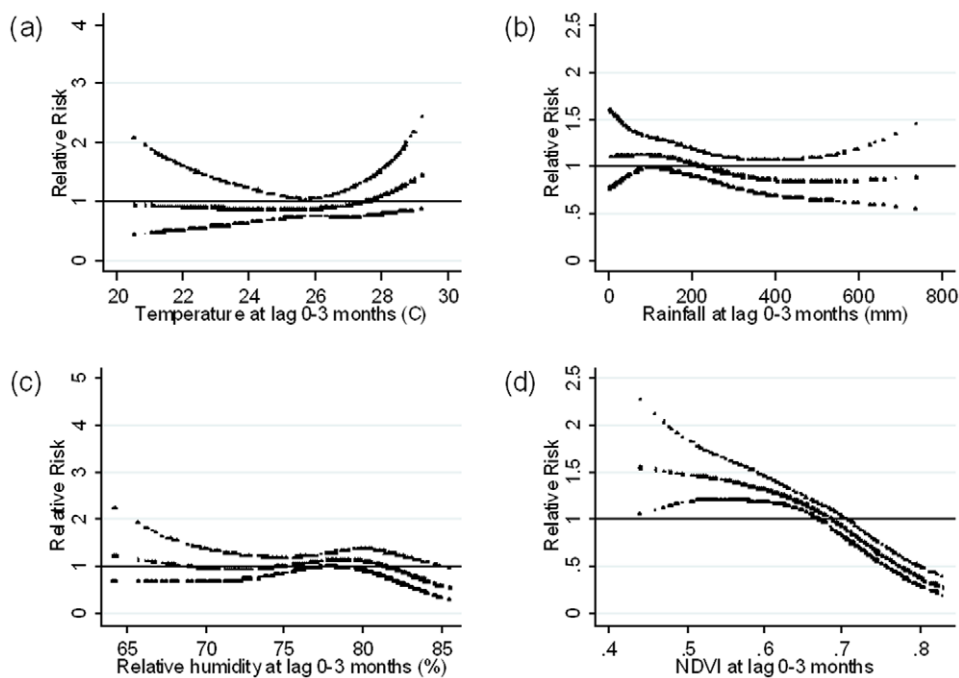 (a)
Relative Risk
4
3
2
1
0
20 22 24 26 28 30
Temperature at lag 0-3 months (C)
(b)
Relative Risk
2.5
2
1.5
1
.5
0
0 200 400 600 800
Rainfall at lag 0-3 months (mm)
(c)
Relative Risk
5
4
3
2
1
0
65 70 75 80 85
Relative humidity at lag 0-3 months (%)
(d)
Relative Risk
2.5
2
1.5
1
.5
0
.4 .5 .6 .7 .8
NDVI at lag 0-3 months